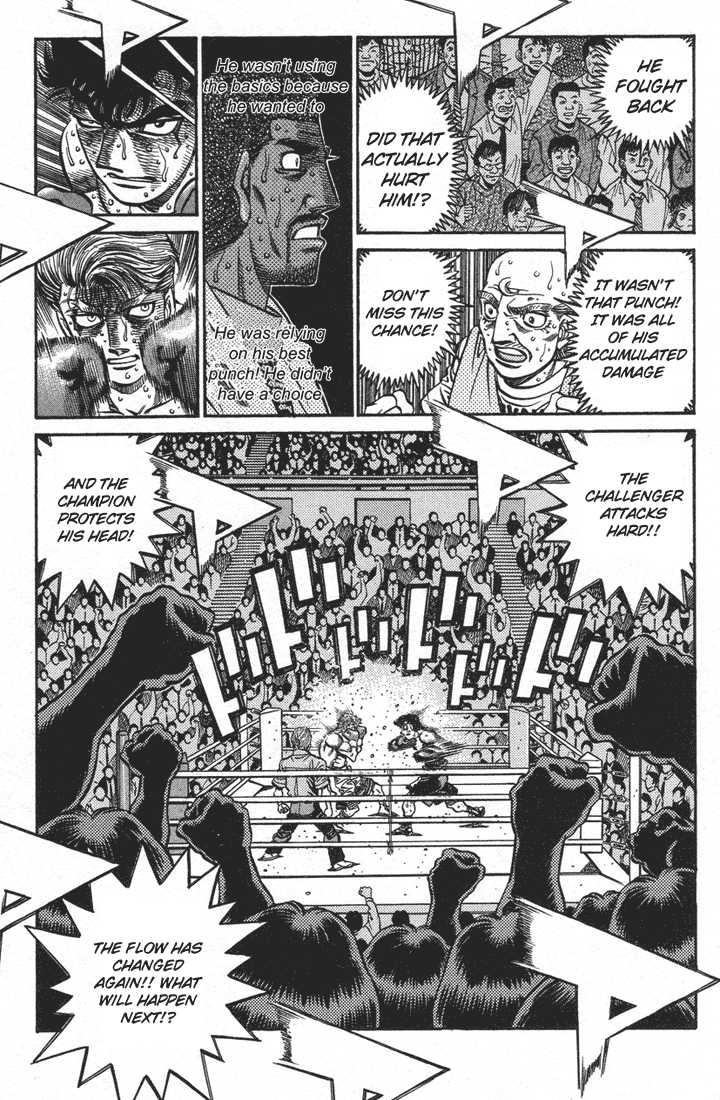 HE
FOUGHT
BACK
DID THAT
ACTUALLY
HURT
HIM!?
He wasn't using
the basics because
he wanted to
He was relying
on his best
punch! He didn't
have a choice
IT WASN'T
THAT PUNCH!
IT WAS ALL
OF HIS
ACCUMULATED
DAMAGE
DON'T
MISS THIS
CHANCE!
THE
CHALLENGER
ATTACKS
HARD!!
AND THE
CHAMPION
PROTECTS
HIS HEAD!
ドドドドドド
THE FLOW HAS
CHANGED
AGAIN!! WHAT
WILL HAPPEN
NEXT!?